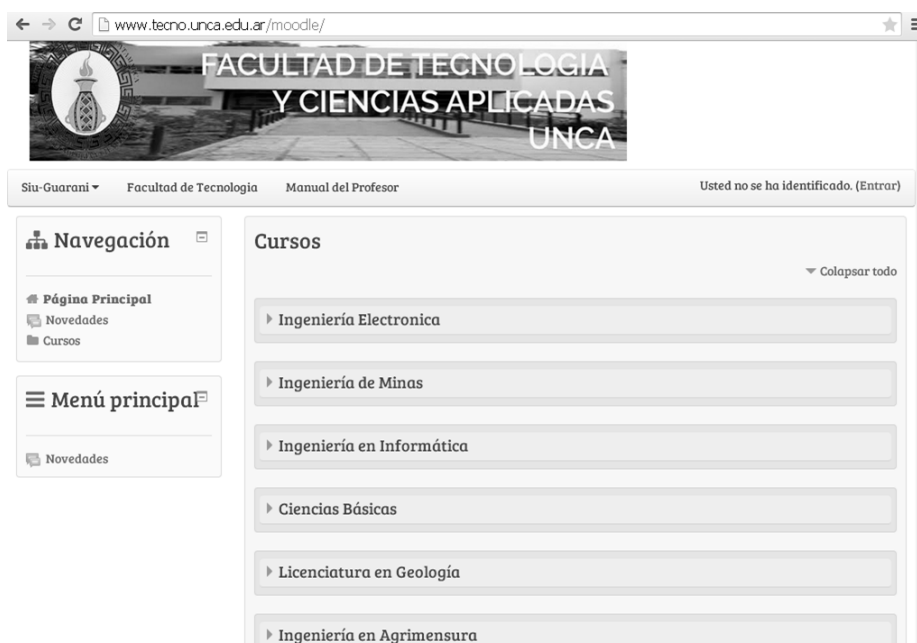 www.tecno.unca.edu.ar/moodle/
FACULTAD DE TECNOLOGIA
Y CIENCIAS APLICADAS
UNCA
Siu-Guarani Facultad de Tecnologia Manual del Profesor Usted no se ha identificado. (Entrar)
Navegación
Página Principal
Novedades
Cursos
Menú principal
Novedades
Cursos
Colapsar todo
Ingeniería Electronica
Ingeniería de Minas
Ingeniería en Informática
Ciencias Básicas
Licenciatura en Geología
Ingeniería en Agrimensura